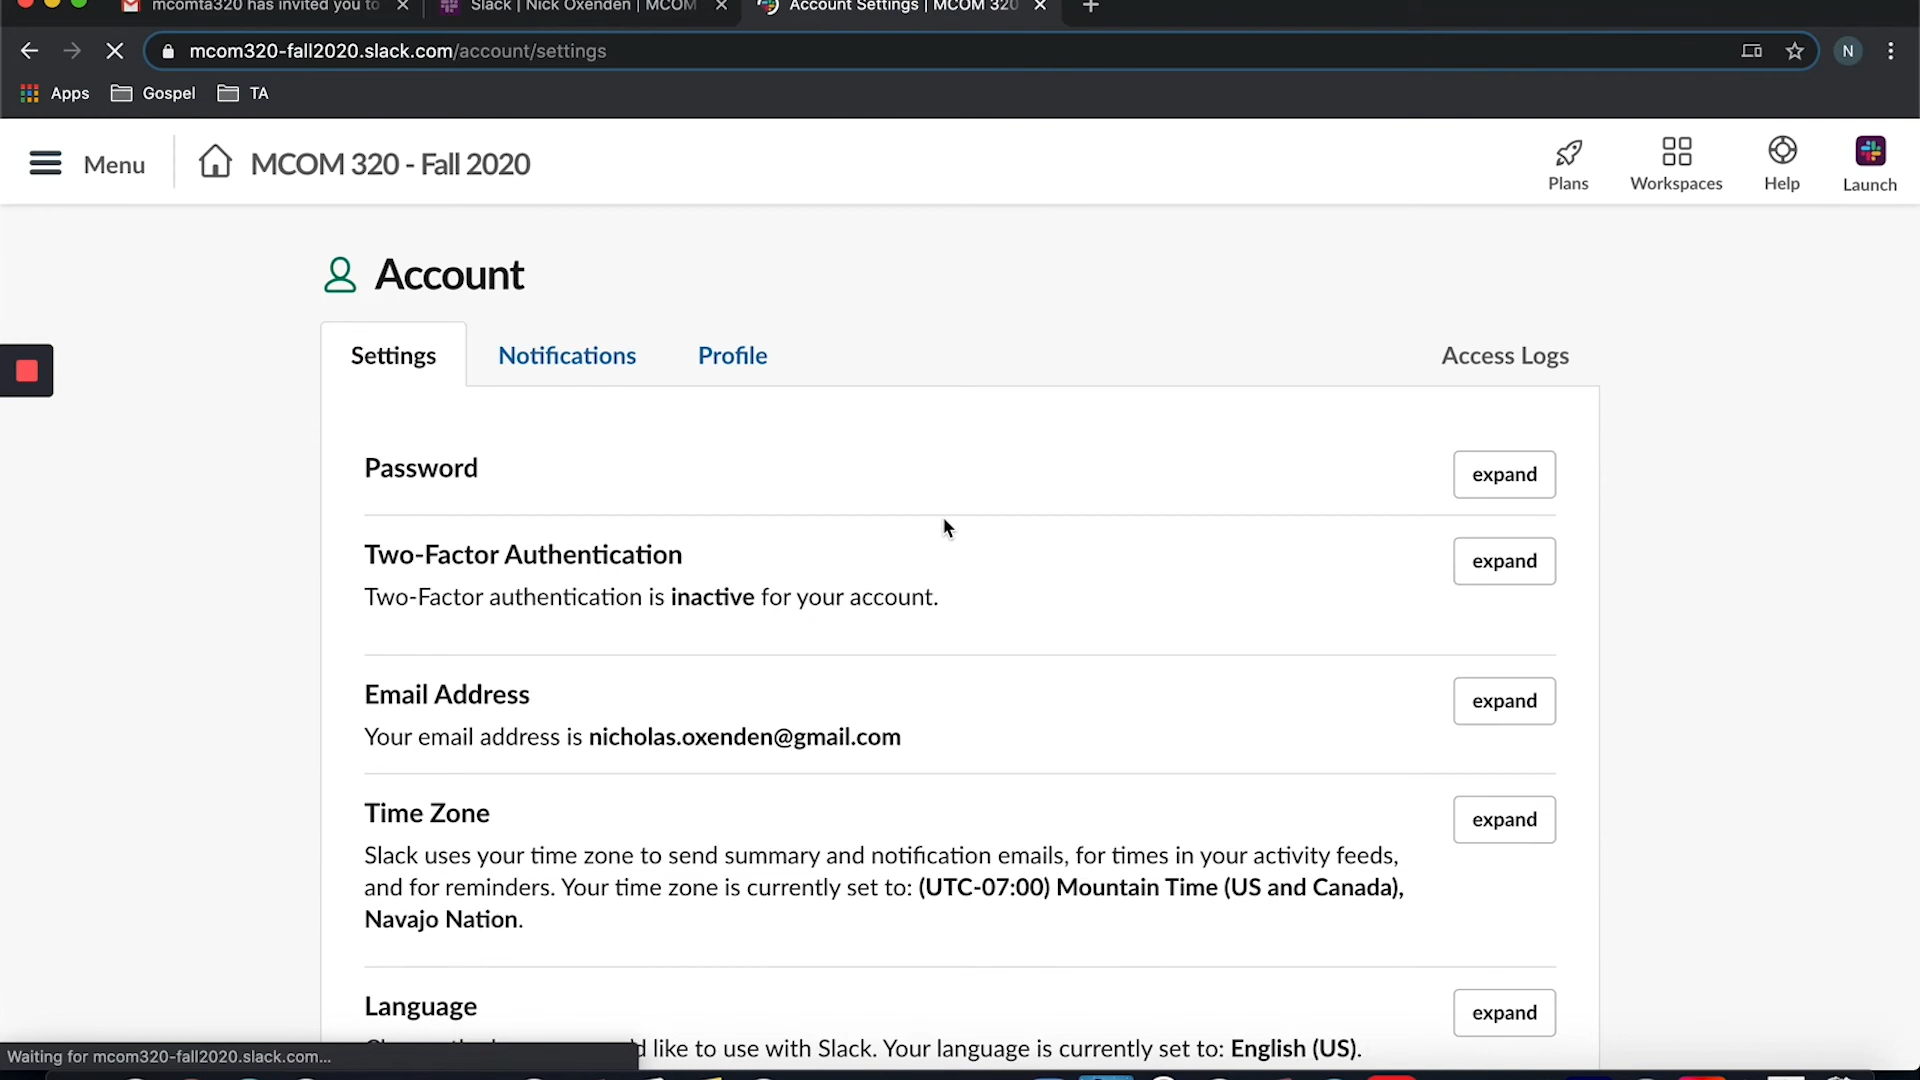 mcomta320 has invited you to
Slack | Nick Oxenden | MCOM
Account Settings | MCOM 320
mcom320-fall2020.slack.com/account/settings
N
Apps
Gospel
TA
Menu
MCOM 320 - Fall 2020
Plans
Workspaces
Help
Launch
Account
Settings
Notifications
Profile
Access Logs
Password
expand
Two-Factor Authentication
expand
Two-Factor authentication is inactive for your account.
Email Address
expand
Your email address is nicholas.oxenden@gmail.com
Time Zone
expand
Slack uses your time zone to send summary and notification emails, for times in your activity feeds,
and for reminders. Your time zone is currently set to: (UTC-07:00) Mountain Time (US and Canada),
Navajo Nation.
Language
expand
like to use with Slack. Your language is currently set to: English (US).
Waiting for mcom320-fall2020.slack.com...